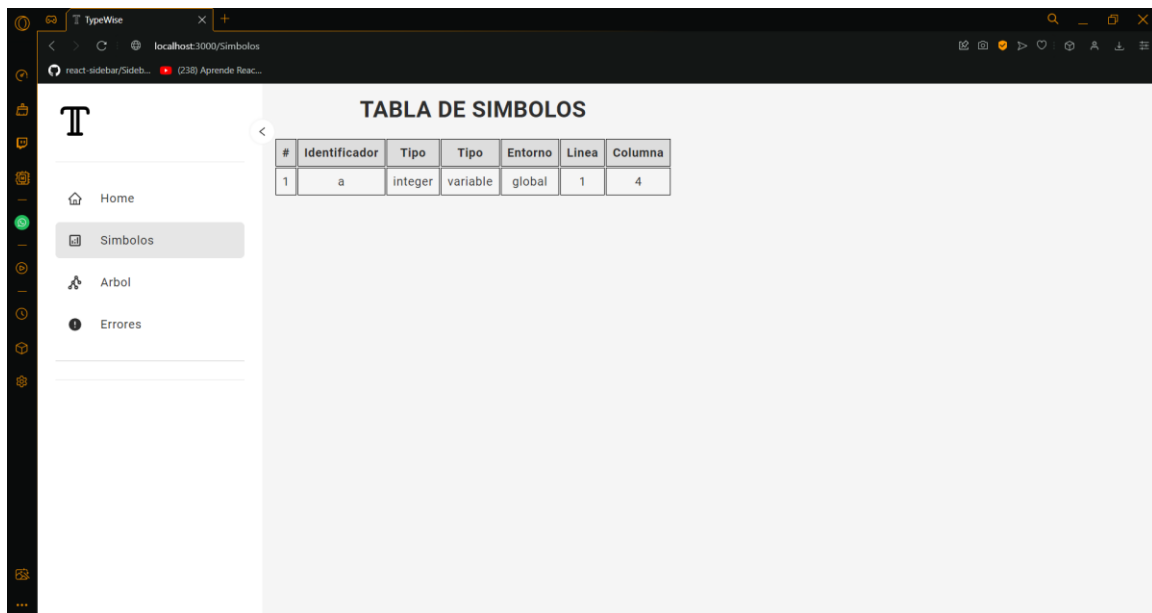 TypeWise
localhost:3000/Simbolos
react-sidebar/Sideb... (238) Aprende Reac...
TABLA DE SIMBOLOS
# Identificador Tipo Tipo Entorno Linea Columna
1 a integer variable global 1 4
Home
Simbolos
Arbol
Errores